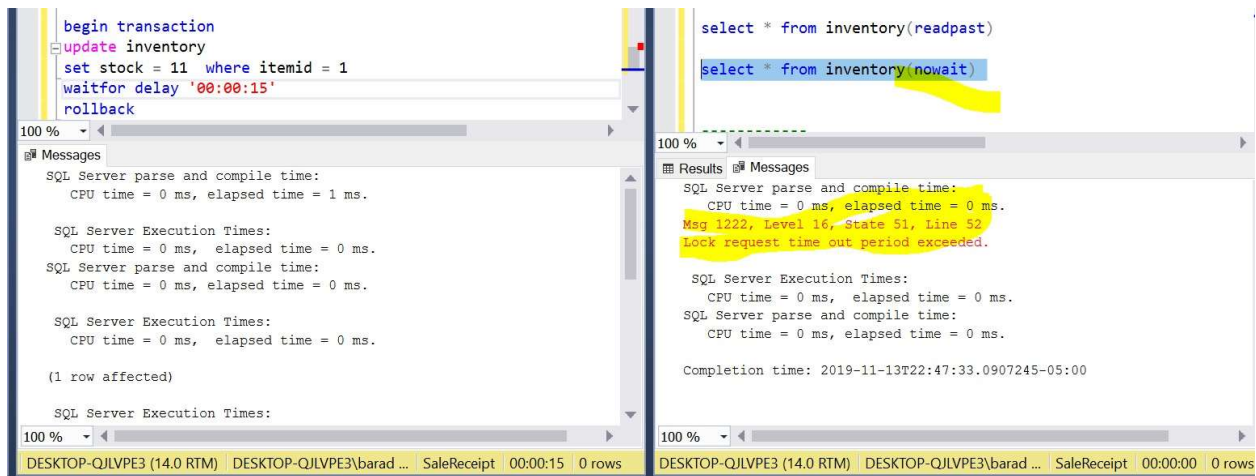 begin transaction
update inventory
set stock = 11  where itemid = 1
waitfor delay '00:00:15'
rollback
100 %
Messages
SQL Server parse and compile time:
CPU time = 0 ms, elapsed time = 1 ms.
SQL Server Execution Times:
CPU time = 0 ms,  elapsed time = 0 ms.
SQL Server parse and compile time:
CPU time = 0 ms, elapsed time = 0 ms.
SQL Server Execution Times:
CPU time = 0 ms,  elapsed time = 0 ms.
(1 row affected)
SQL Server Execution Times:
100 %
DESKTOP-QJLVPE3 (14.0 RTM) DESKTOP-QJLVPE3\barad ... SaleReceipt 00:00:15 0 rows
select * from inventory(readpast)
select * from inventory(nowait)
------------
100 %
Results Messages
SQL Server parse and compile time:
CPU time = 0 ms, elapsed time = 0 ms.
Msg 1222, Level 16, State 51, Line 52
Lock request time out period exceeded.
SQL Server Execution Times:
CPU time = 0 ms,  elapsed time = 0 ms.
SQL Server parse and compile time:
CPU time = 0 ms, elapsed time = 0 ms.
Completion time: 2019-11-13T22:47:33.0907245-05:00
100 %
DESKTOP-QJLVPE3 (14.0 RTM) DESKTOP-QJLVPE3\barad ... SaleReceipt 00:00:00 0 rows